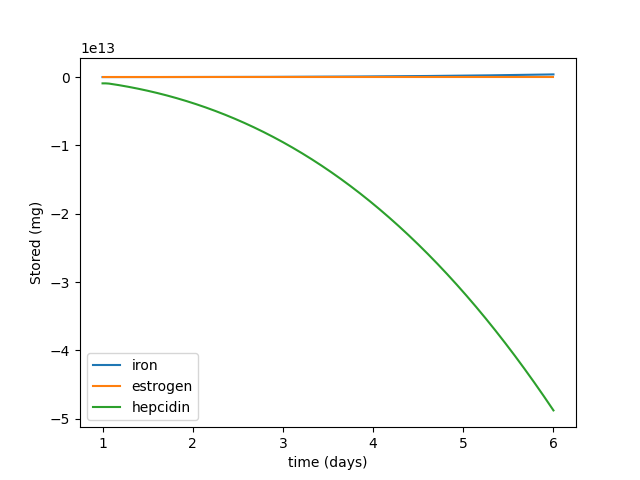 1e13
0
−1
−2
−3
−4
−5
Stored (mg)
iron
estrogen
hepcidin
1 2 3 4 5 6
time (days)